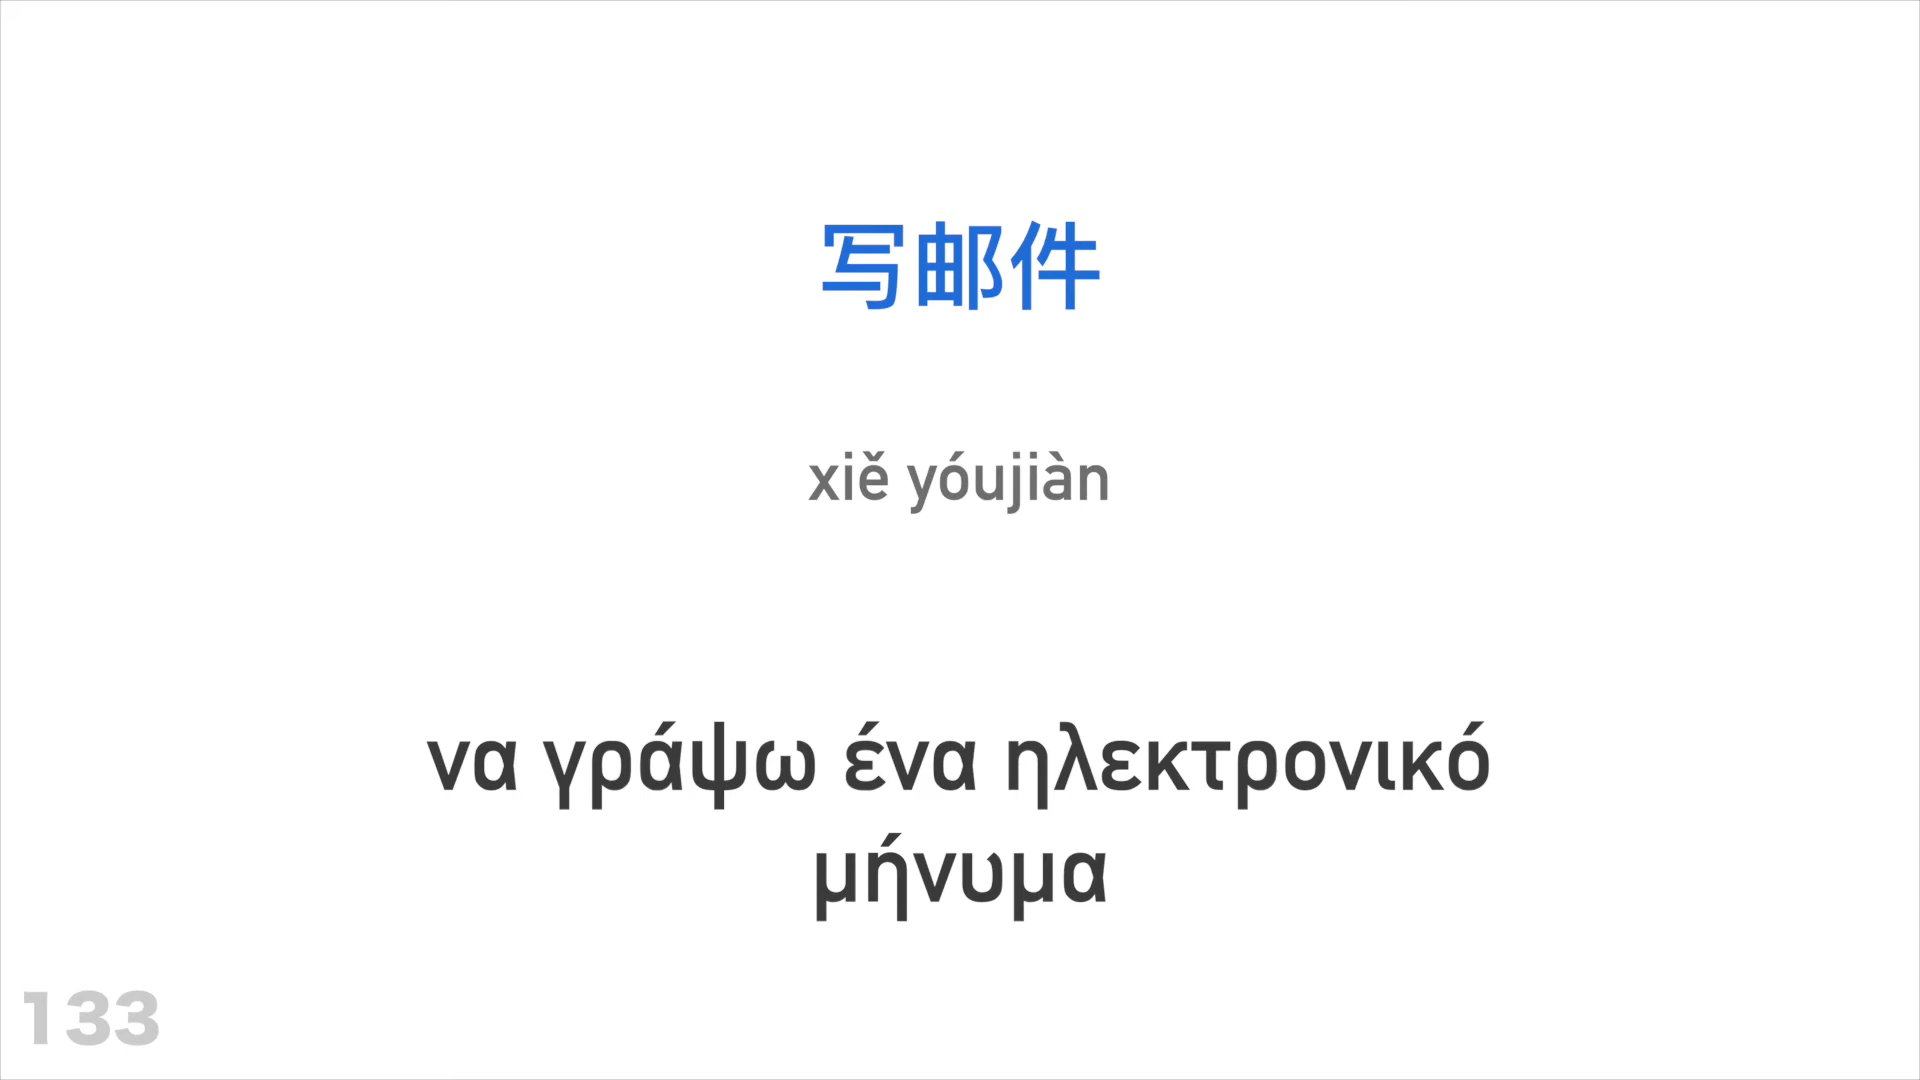 写邮件
xiě yóujiàn
να γράψω ένα ηλεκτρονικό
μήνυμα
133